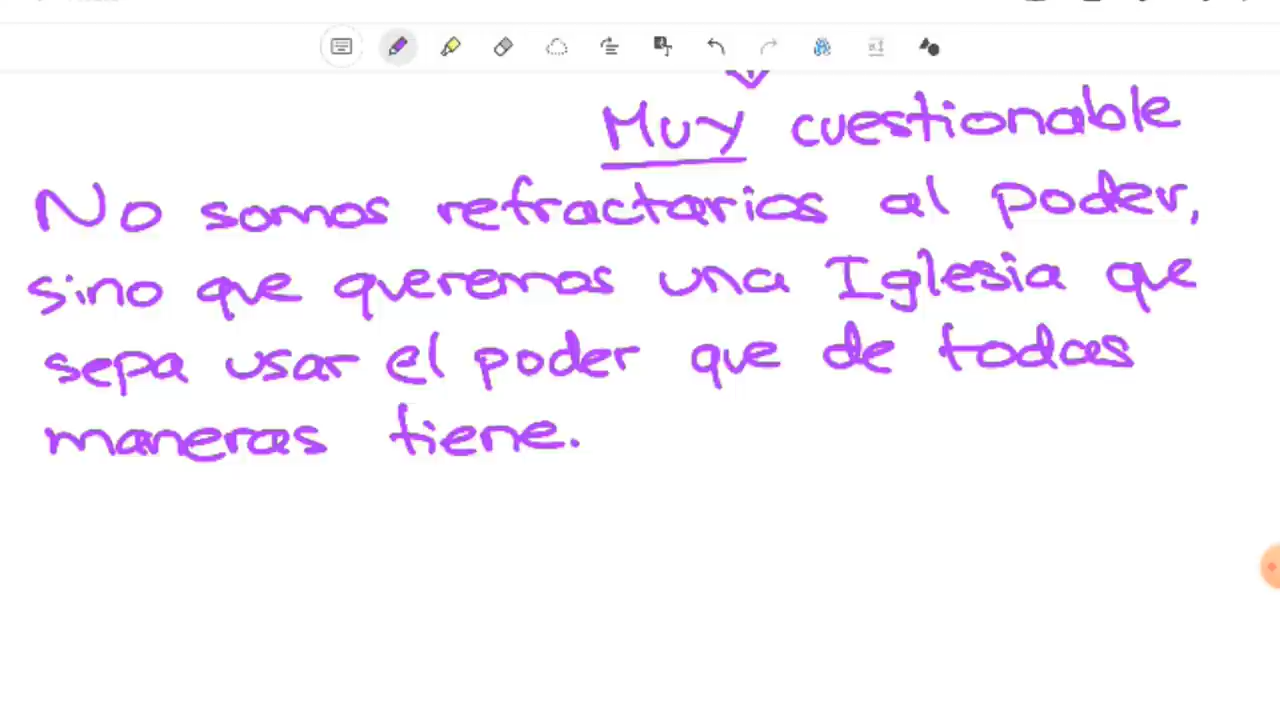 Muy cuestionable
No somos refractarios al poder,
sino que queremos una Iglesia que
sepa usar el poder que de todas
maneras tiene.